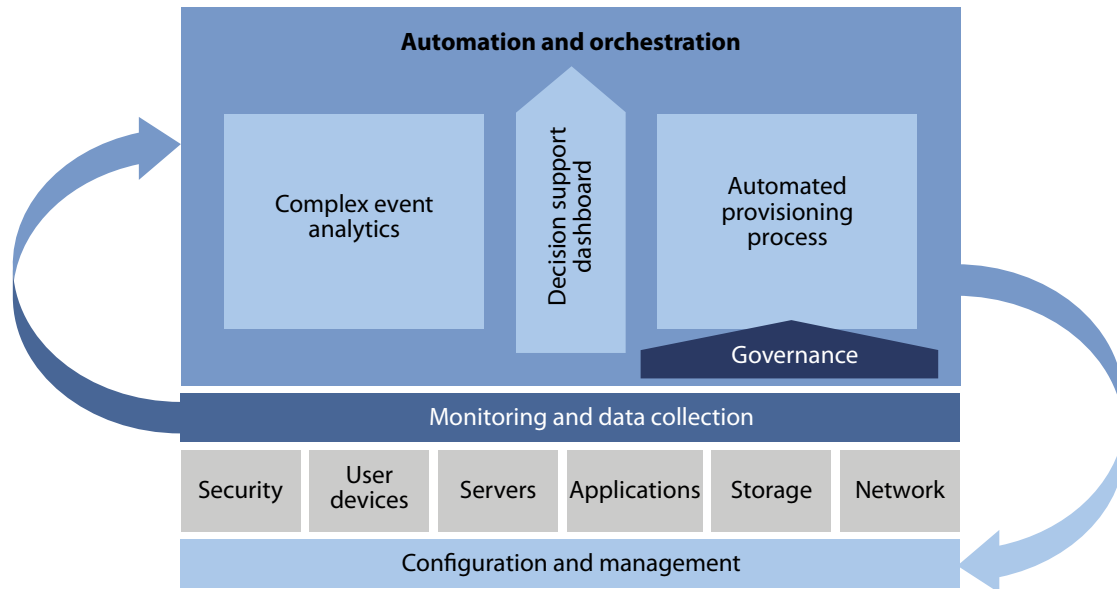 Automation and orchestration
Complex event
analytics
Decision support
dashboard
Automated
provisioning
process
Governance
Monitoring and data collection
Security
User
devices
Servers
Applications
Storage
Network
Configuration and management